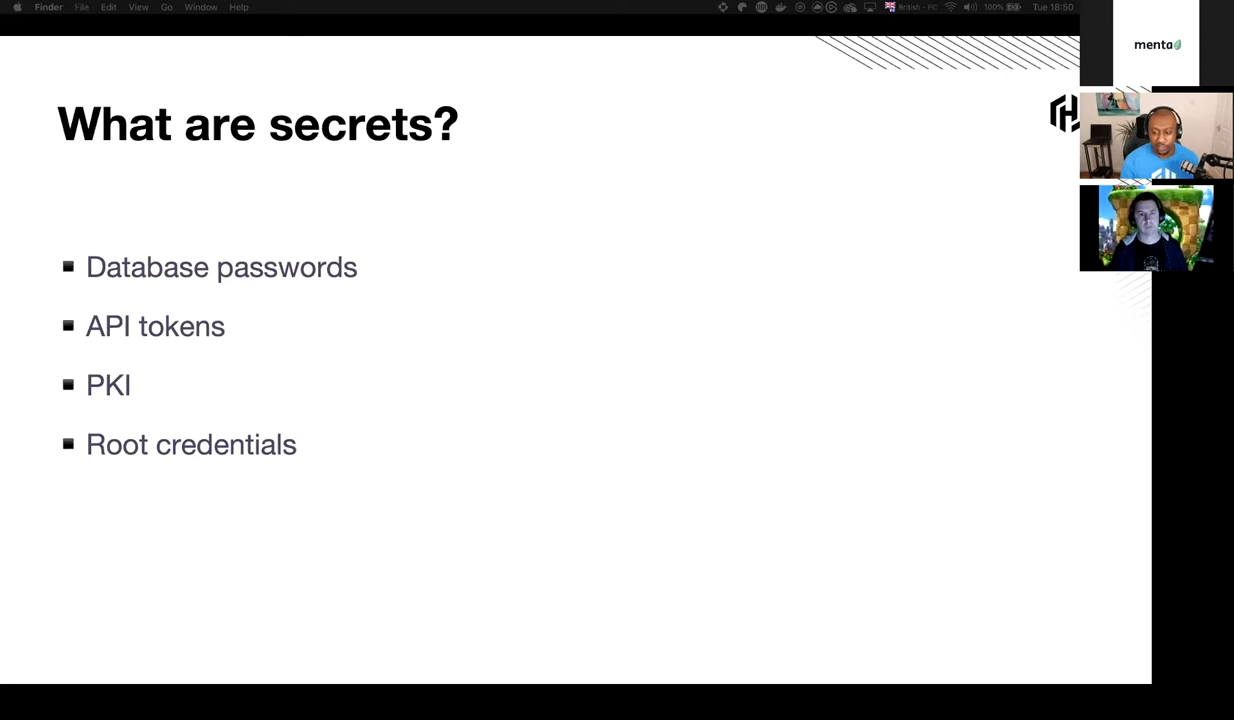 Finder File Edit View Go Window Help
British - PC 100% Tue 18:50
menta
What are secrets?
Database passwords
API tokens
PKI
Root credentials